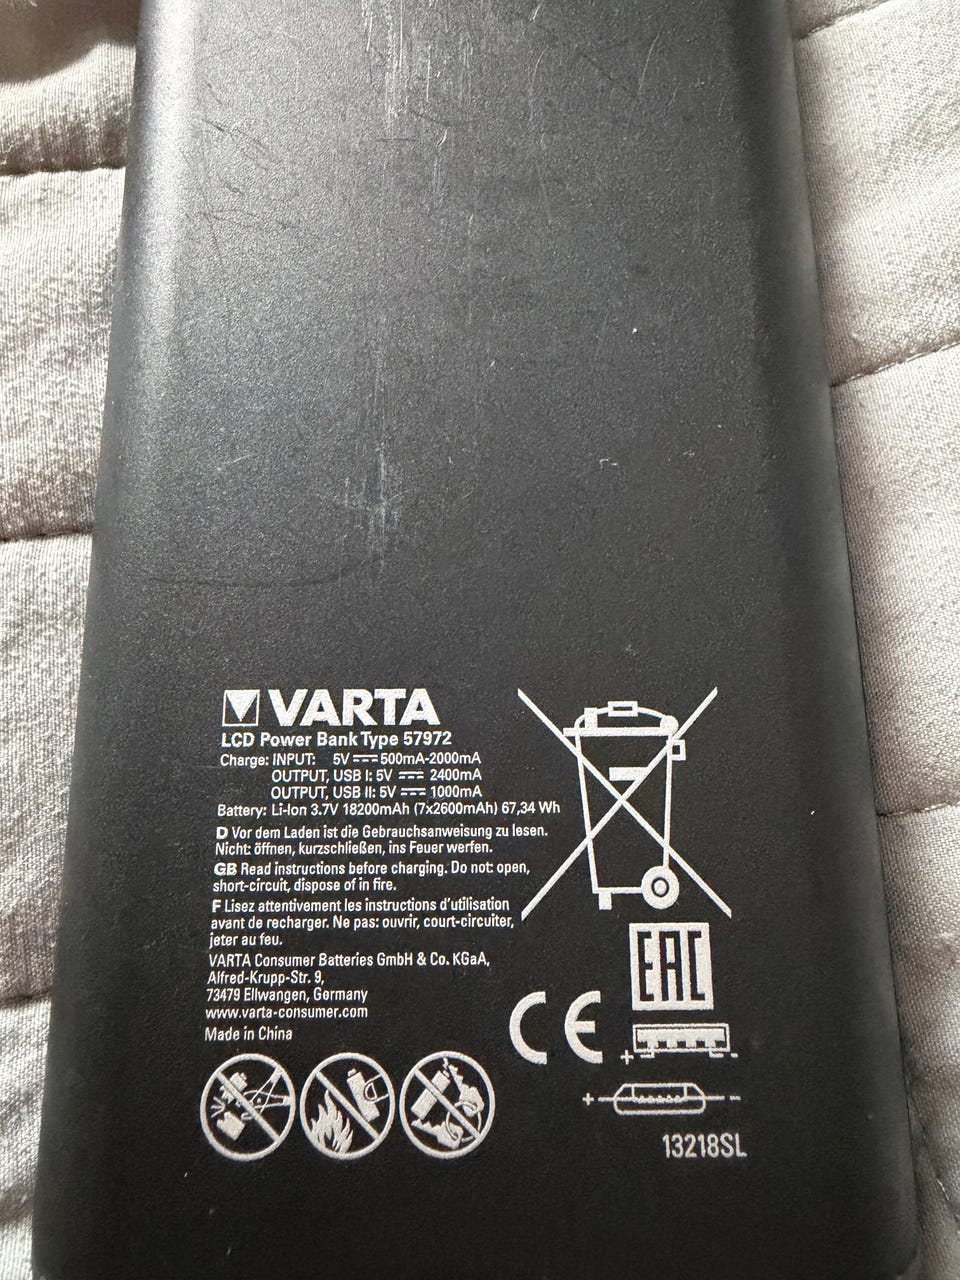 VARTA
LCD Power Bank Type 57972
Charge: INPUT: 5V⎓500mA-2000mA
OUTPUT, USB I: 5V ⎓ 2400mA
OUTPUT, USB II: 5V ⎓ 1000mA
Battery: Li-Ion 3.7V 18200mAh (7x2600mAh) 67,34 Wh
D Vor dem Laden ist die Gebrauchsanweisung zu lesen.
Nicht: öffnen, kurzschließen, ins Feuer werfen.
GB Read instructions before charging. Do not: open,
short-circuit, dispose of in fire.
F Lisez attentivement les instructions d'utilisation
avant de recharger. Ne pas: ouvrir, court-circuiter,
jeter au feu.
VARTA Consumer Batteries GmbH & Co. KGaA,
Alfred-Krupp-Str. 9,
73479 Ellwangen, Germany
www.varta-consumer.com
Made in China
EAC
CE
+ -
+ -
13218SL